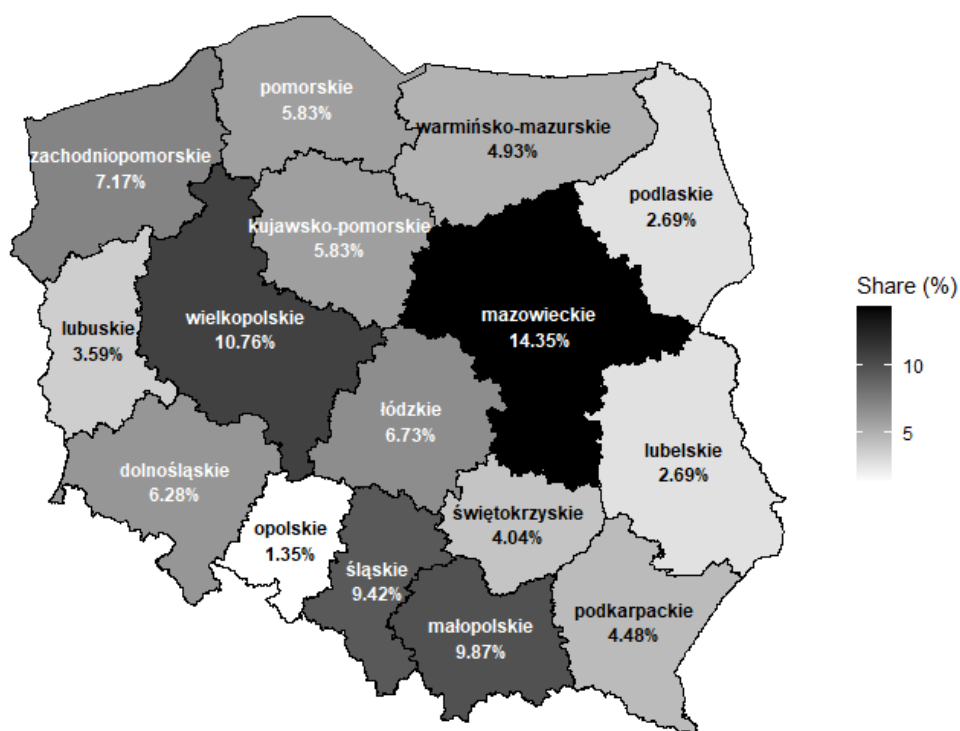 pomorskie
5.83%
warmińsko-mazurskie
4.93%
zachodniopomorskie
7.17%
podlaskie
2.69%
kujawsko-pomorskie
5.83%
Share (%)
10
5
mazowieckie
14.35%
wielkopolskie
10.76%
lubuskie
3.59%
łódzkie
6.73%
lubelskie
2.69%
dolnośląskie
6.28%
świętokrzyskie
4.04%
opolskie
1.35%
śląskie
9.42%
podkarpackie
4.48%
małopolskie
9.87%